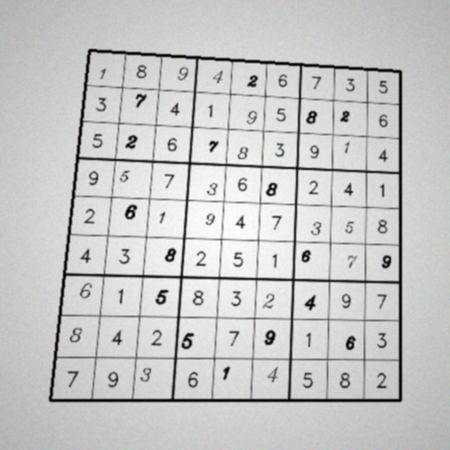 1 8 9 4 2 6 7 3 5
3 7 4 1 9 5 8 2 6
5 2 6 7 8 3 9 1 4
9 5 7 3 6 8 2 4 1
2 6 1 9 4 7 3 5 8
4 3 8 2 5 1 6 7 9
6 1 5 8 3 2 4 9 7
8 4 2 5 7 9 1 6 3
7 9 3 6 1 4 5 8 2